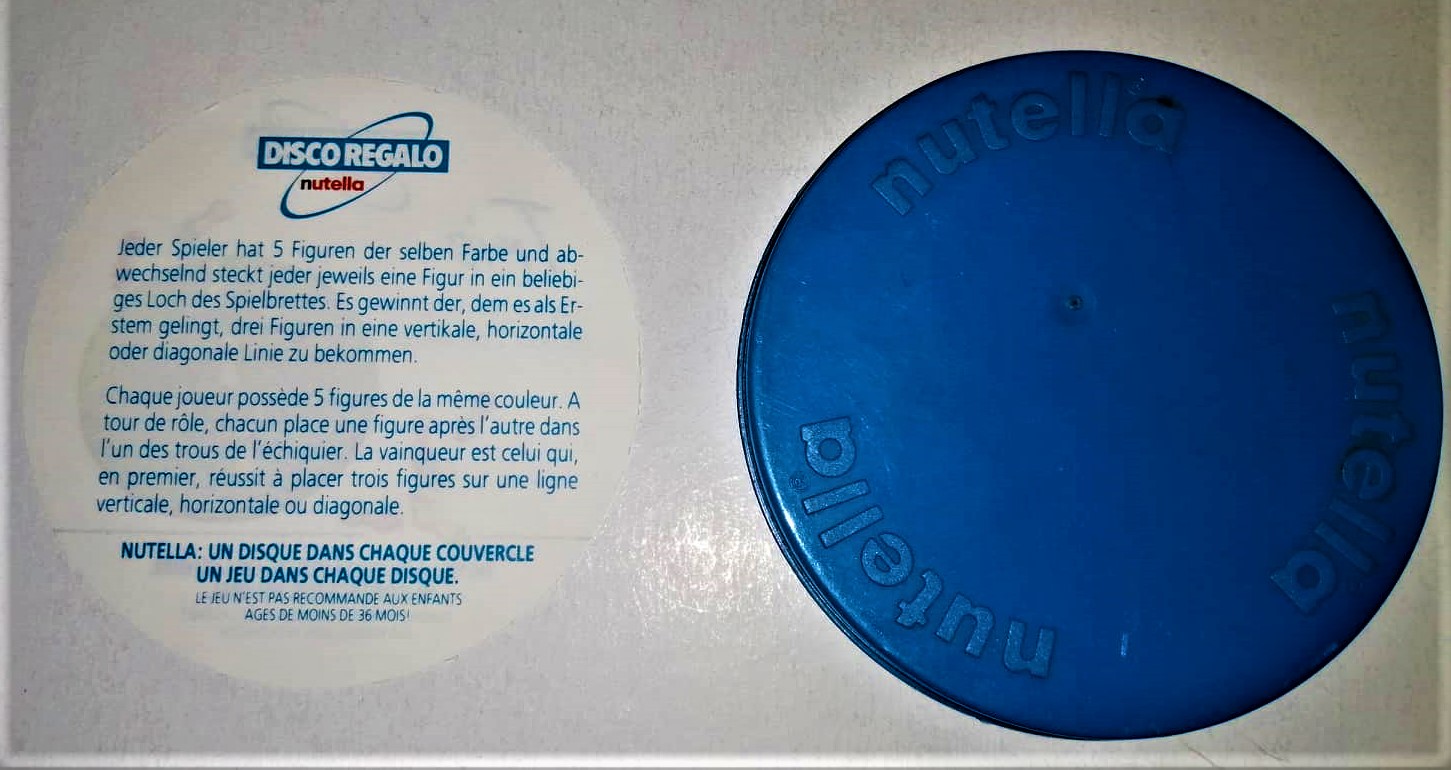 DISCO REGALO
nutella
Jeder Spieler hat 5 Figuren der selben Farbe und ab-
wechselnd steckt jeder jeweils eine Figur in ein beliebi-
ges Loch des Spielbrettes. Es gewinnt der, dem es als Er-
stem gelingt, drei Figuren in eine vertikale, horizontale
oder diagonale Linie zu bekommen.
Chaque joueur possède 5 figures de la même couleur. A
tour de rôle, chacun place une figure après l'autre dans
l'un des trous de l'échiquier. La vainqueur est celui qui,
en premier, réussit à placer trois figures sur une ligne
verticale, horizontale ou diagonale.
NUTELLA: UN DISQUE DANS CHAQUE COUVERCLE
UN JEU DANS CHAQUE DISQUE.
LE JEU N'EST PAS RECOMMANDE AUX ENFANTS
AGES DE MOINS DE 36 MOIS!
nutella
nutella
nutella